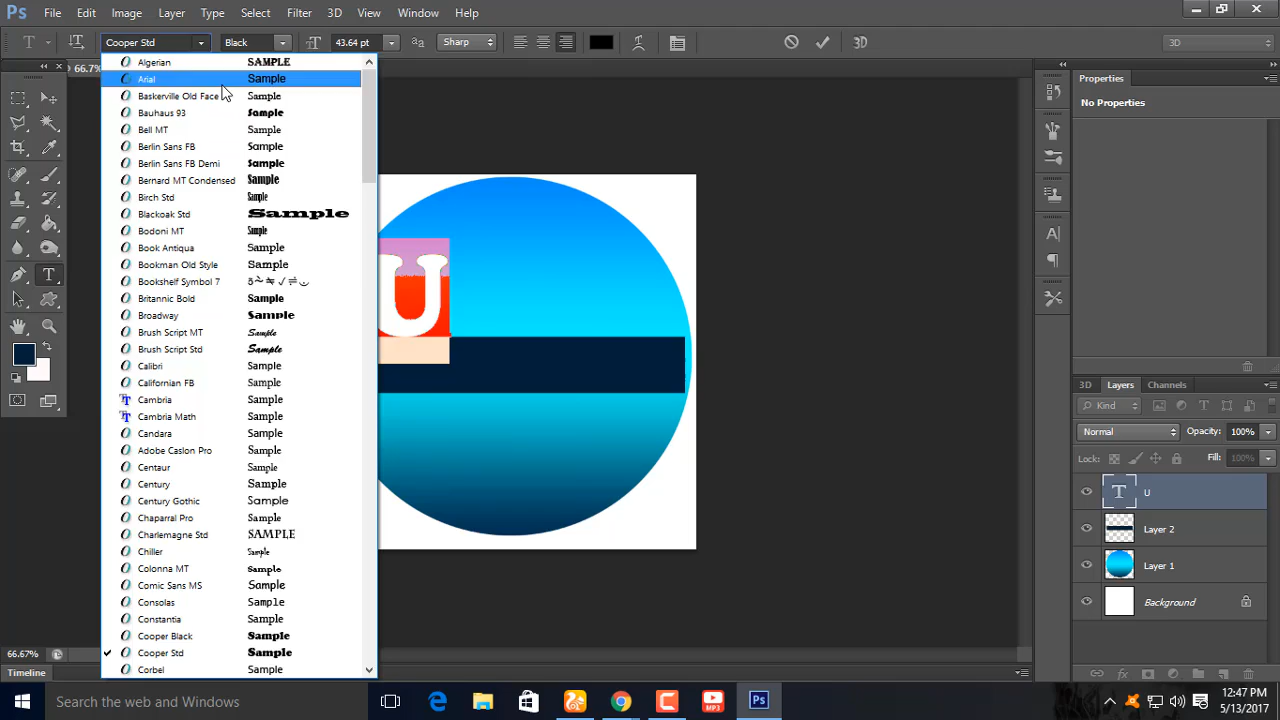 Ps File Edit Image Layer Type Select Filter 3D View Window Help
T Cooper Std Black 43.64 pt aa Sharp 3D
66.7%
Algerian SAMPLE
Arial Sample
Baskerville Old Face Sample
Bauhaus 93 Sample
Bell MT Sample
Berlin Sans FB Sample
Berlin Sans FB Demi Sample
Bernard MT Condensed Sample
Birch Std Sample
Blackoak Std Sample
Bodoni MT Sample
Book Antiqua Sample
Bookman Old Style Sample
Bookshelf Symbol 7
Britannic Bold Sample
Broadway Sample
Brush Script MT Sample
Brush Script Std Sample
Calibri Sample
Californian FB Sample
Cambria Sample
Cambria Math Sample
Candara Sample
Adobe Caslon Pro Sample
Centaur Sample
Century Sample
Century Gothic Sample
Chaparral Pro Sample
Charlemagne Std SAMPLE
Chiller Sample
Colonna MT Sample
Comic Sans MS Sample
Consolas Sample
Constantia Sample
Cooper Black Sample
Cooper Std Sample
Corbel Sample
U
Properties
No Properties
3D Layers Channels
Kind
Normal Opacity: 100%
Lock: Fill: 100%
T U
Layer 2
Layer 1
Background
66.67%
Timeline
Search the web and Windows
MP3
Ps
12:47 PM
5/13/2017